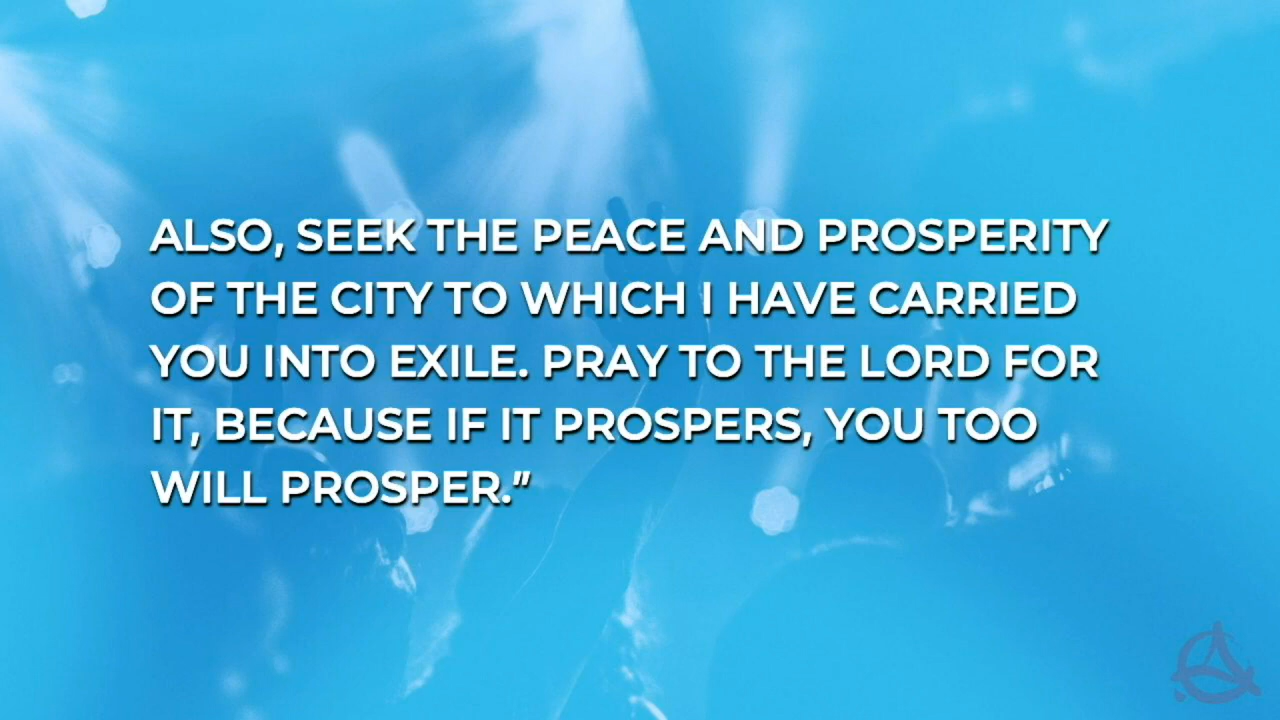 ALSO, SEEK THE PEACE AND PROSPERITY
OF THE CITY TO WHICH I HAVE CARRIED
YOU INTO EXILE. PRAY TO THE LORD FOR
IT, BECAUSE IF IT PROSPERS, YOU TOO
WILL PROSPER.”